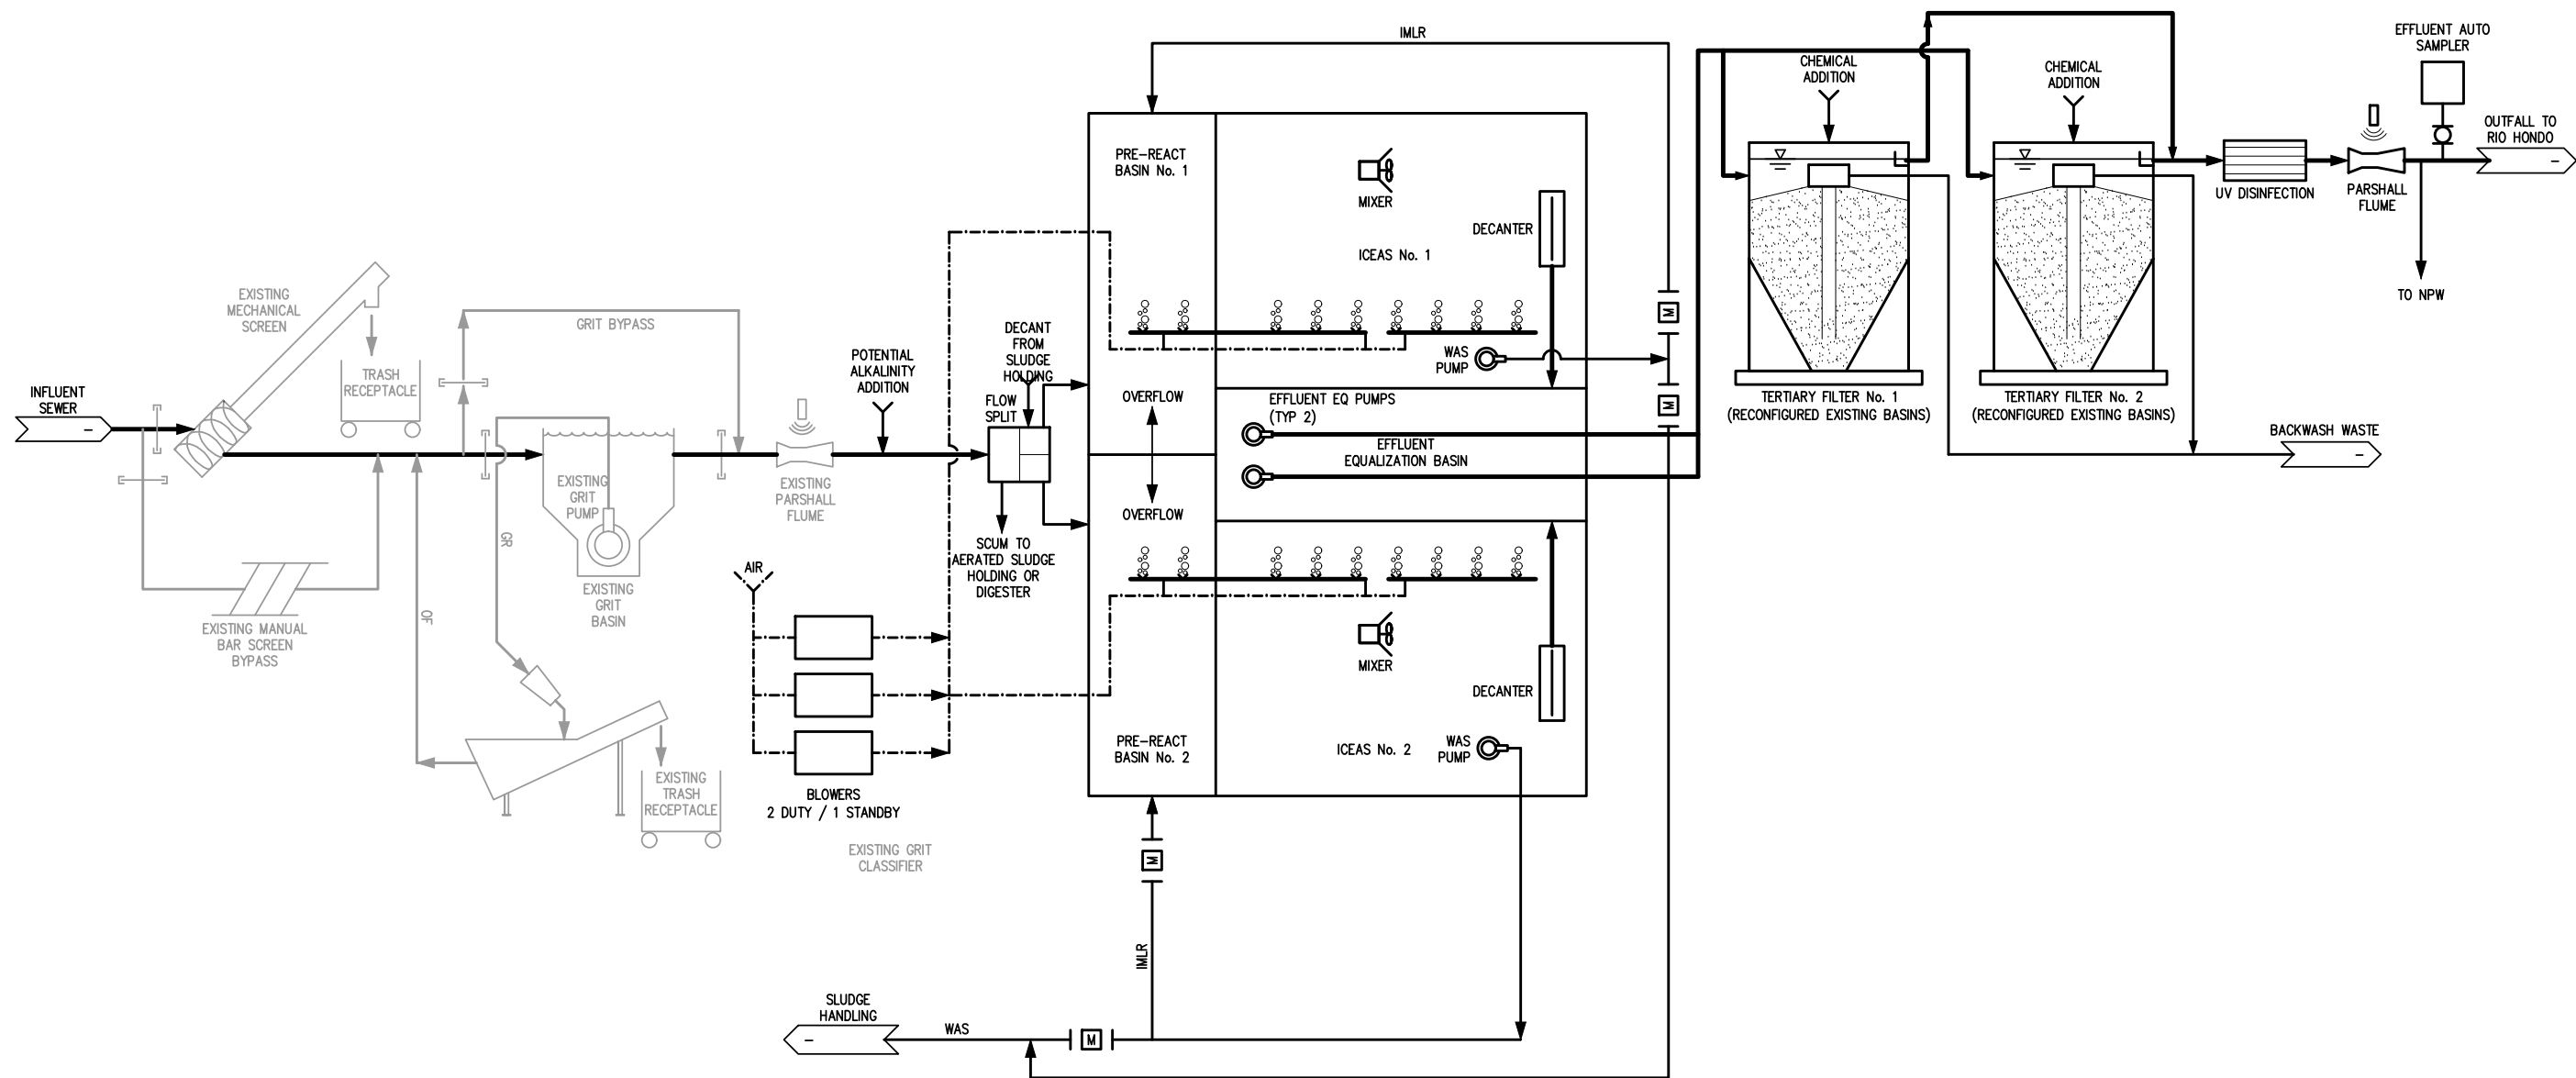 IMLR
EFFLUENT AUTO
SAMPLER
CHEMICAL
ADDITION
CHEMICAL
ADDITION
OUTFALL TO
RIO HONDO
–
PRE-REACT
BASIN No. 1
MIXER
DECANTER
ICEAS No. 1
UV DISINFECTION
PARSHALL
FLUME
TO NPW
EXISTING
MECHANICAL
SCREEN
GRIT BYPASS
TRASH
RECEPTACLE
INFLUENT
SEWER
–
POTENTIAL
ALKALINITY
ADDITION
DECANT
FROM
SLUDGE
HOLDING
FLOW
SPLIT
OVERFLOW
WAS
PUMP
M
M
EFFLUENT EQ PUMPS
(TYP 2)
EFFLUENT
EQUALIZATION BASIN
TERTIARY FILTER No. 1
(RECONFIGURED EXISTING BASINS)
TERTIARY FILTER No. 2
(RECONFIGURED EXISTING BASINS)
BACKWASH WASTE
–
EXISTING
GRIT
PUMP
EXISTING
PARSHALL
FLUME
GR
OVERFLOW
SCUM TO
AERATED SLUDGE
HOLDING OR
DIGESTER
AIR
EXISTING
GRIT
BASIN
OF
EXISTING MANUAL
BAR SCREEN
BYPASS
MIXER
DECANTER
PRE-REACT
BASIN No. 2
ICEAS No. 2
WAS
PUMP
EXISTING
TRASH
RECEPTACLE
BLOWERS
2 DUTY / 1 STANDBY
EXISTING GRIT
CLASSIFIER
M
IMLR
SLUDGE
HANDLING
–
WAS
M